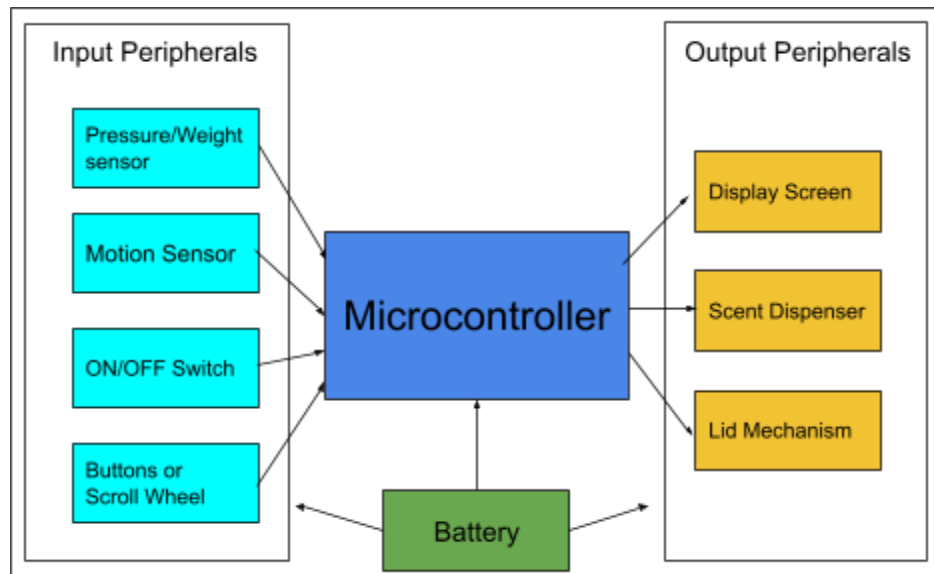 Input Peripherals
Pressure/Weight
sensor
Motion Sensor
ON/OFF Switch
Buttons or
Scroll Wheel
Microcontroller
Battery
Output Peripherals
Display Screen
Scent Dispenser
Lid Mechanism